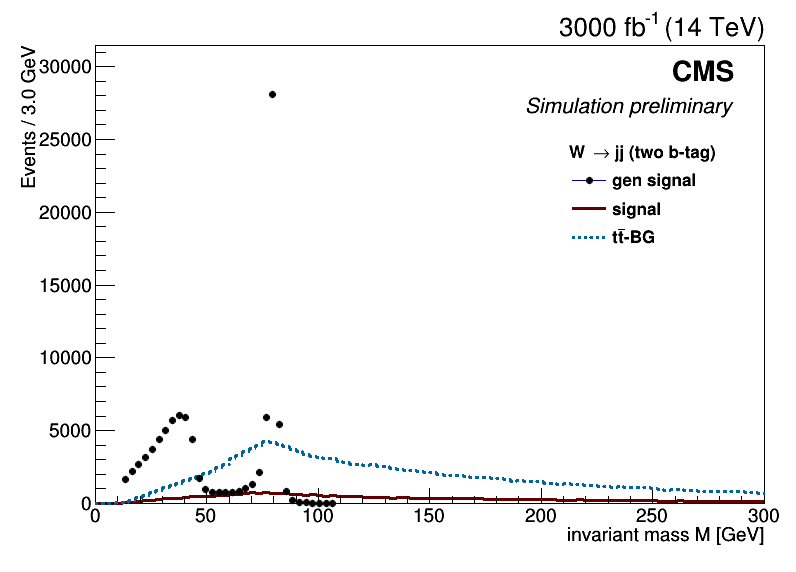 3000 fb⁻¹ (14 TeV)
Events / 3.0 GeV
CMS
Simulation preliminary
W → jj (two b-tag)
gen signal
signal
tt̄-BG
30000
25000
20000
15000
10000
5000
0
0 50 100 150 200 250 300
invariant mass M [GeV]